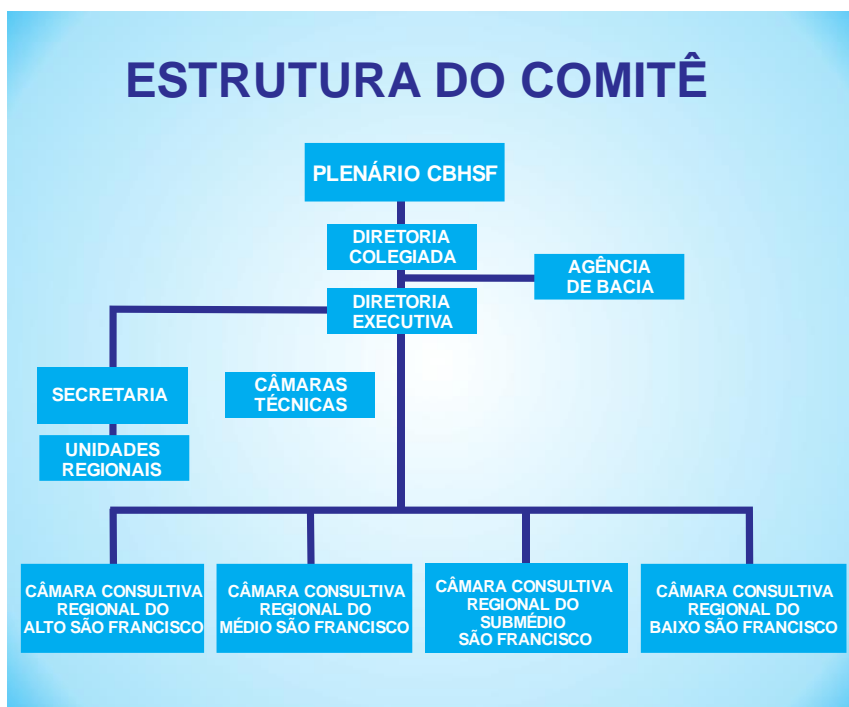 ESTRUTURA DO COMITÊ
PLENÁRIO CBHSF
DIRETORIA
COLEGIADA
AGÊNCIA
DE BACIA
DIRETORIA
EXECUTIVA
SECRETARIA
CÂMARAS
TÉCNICAS
UNIDADES
REGIONAIS
CÂMARA CONSULTIVA
REGIONAL DO
ALTO SÃO FRANCISCO
CÂMARA CONSULTIVA
REGIONAL DO
MÉDIO SÃO FRANCISCO
CÂMARA CONSULTIVA
REGIONAL DO
SUBMÉDIO
SÃO FRANCISCO
CÂMARA CONSULTIVA
REGIONAL DO
BAIXO SÃO FRANCISCO